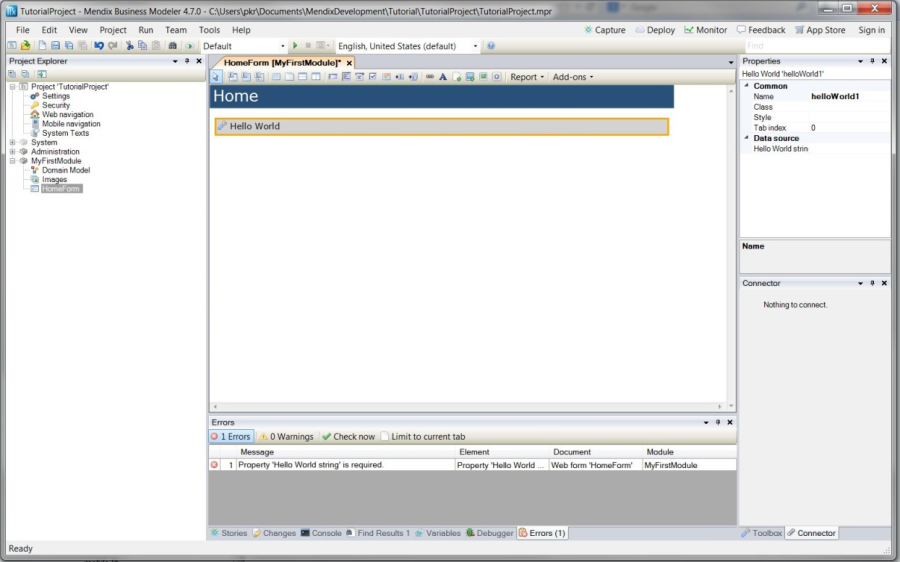 TutorialProject - Mendix Business Modeler 4.7.0 - C:\Users\pkr\Documents\MendixDevelopment\Tutorial\TutorialProject\TutorialProject.mpr
File Edit View Project Run Team Tools Help
Capture Deploy Monitor Feedback App Store Sign in
Default
English, United States (default)
Find
Project Explorer
Project 'TutorialProject'
Settings
Security
Web navigation
Mobile navigation
System Texts
System
Administration
MyFirstModule
Domain Model
Images
HomeForm
HomeForm [MyFirstModule]*
Report
Add-ons
Home
Hello World
Properties
Hello World 'helloWorld1'
Common
Name helloWorld1
Class
Style
Tab index 0
Data source
Hello World strin
Name
Connector
Nothing to connect.
Errors
1 Errors 0 Warnings Check now Limit to current tab
Message Element Document Module
1 Property 'Hello World string' is required. Property 'Hello World ... Web form 'HomeForm' MyFirstModule
Stories Changes Console Find Results 1 Variables Debugger Errors (1)
Toolbox Connector
Ready